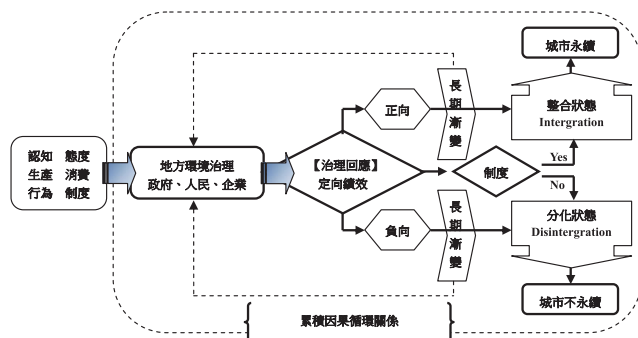 認知 態度
生產 消費
行為 制度
地方環境治理
政府、人民、企業
【治理回應】
定向績效
正向
負向
長期漸變
長期漸變
制度
Yes
No
城市永續
整合狀態
Intergration
分化狀態
Disintergration
城市不永續
累積因果循環關係